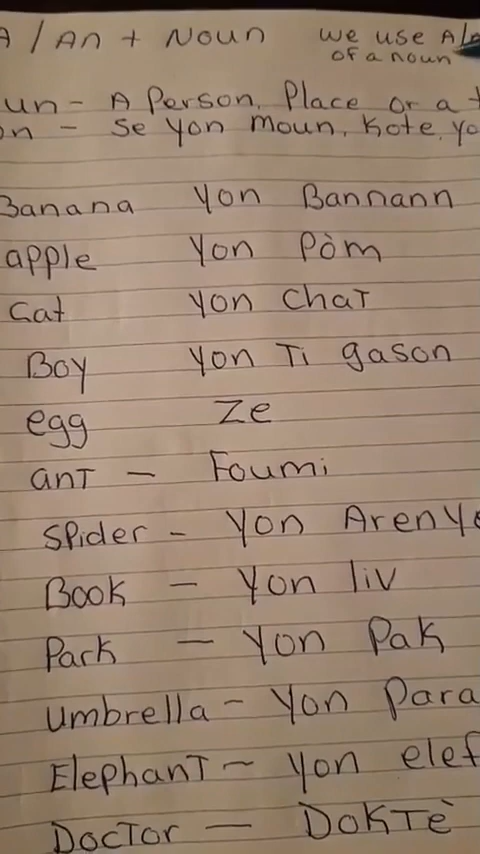 A / An + Noun we use
of a noun
A Person, Place or a
Se yon moun, kote,
Banana Yon Bannann
apple Yon Pòm
Cat Yon Chat
Boy Yon Ti gason
egg Ze
ant - Foumi
Spider - Yon
Book - Yon liv
Park - Yon Pak
Umbrella - Yon
Elephant - Yon
Doctor - Doktè